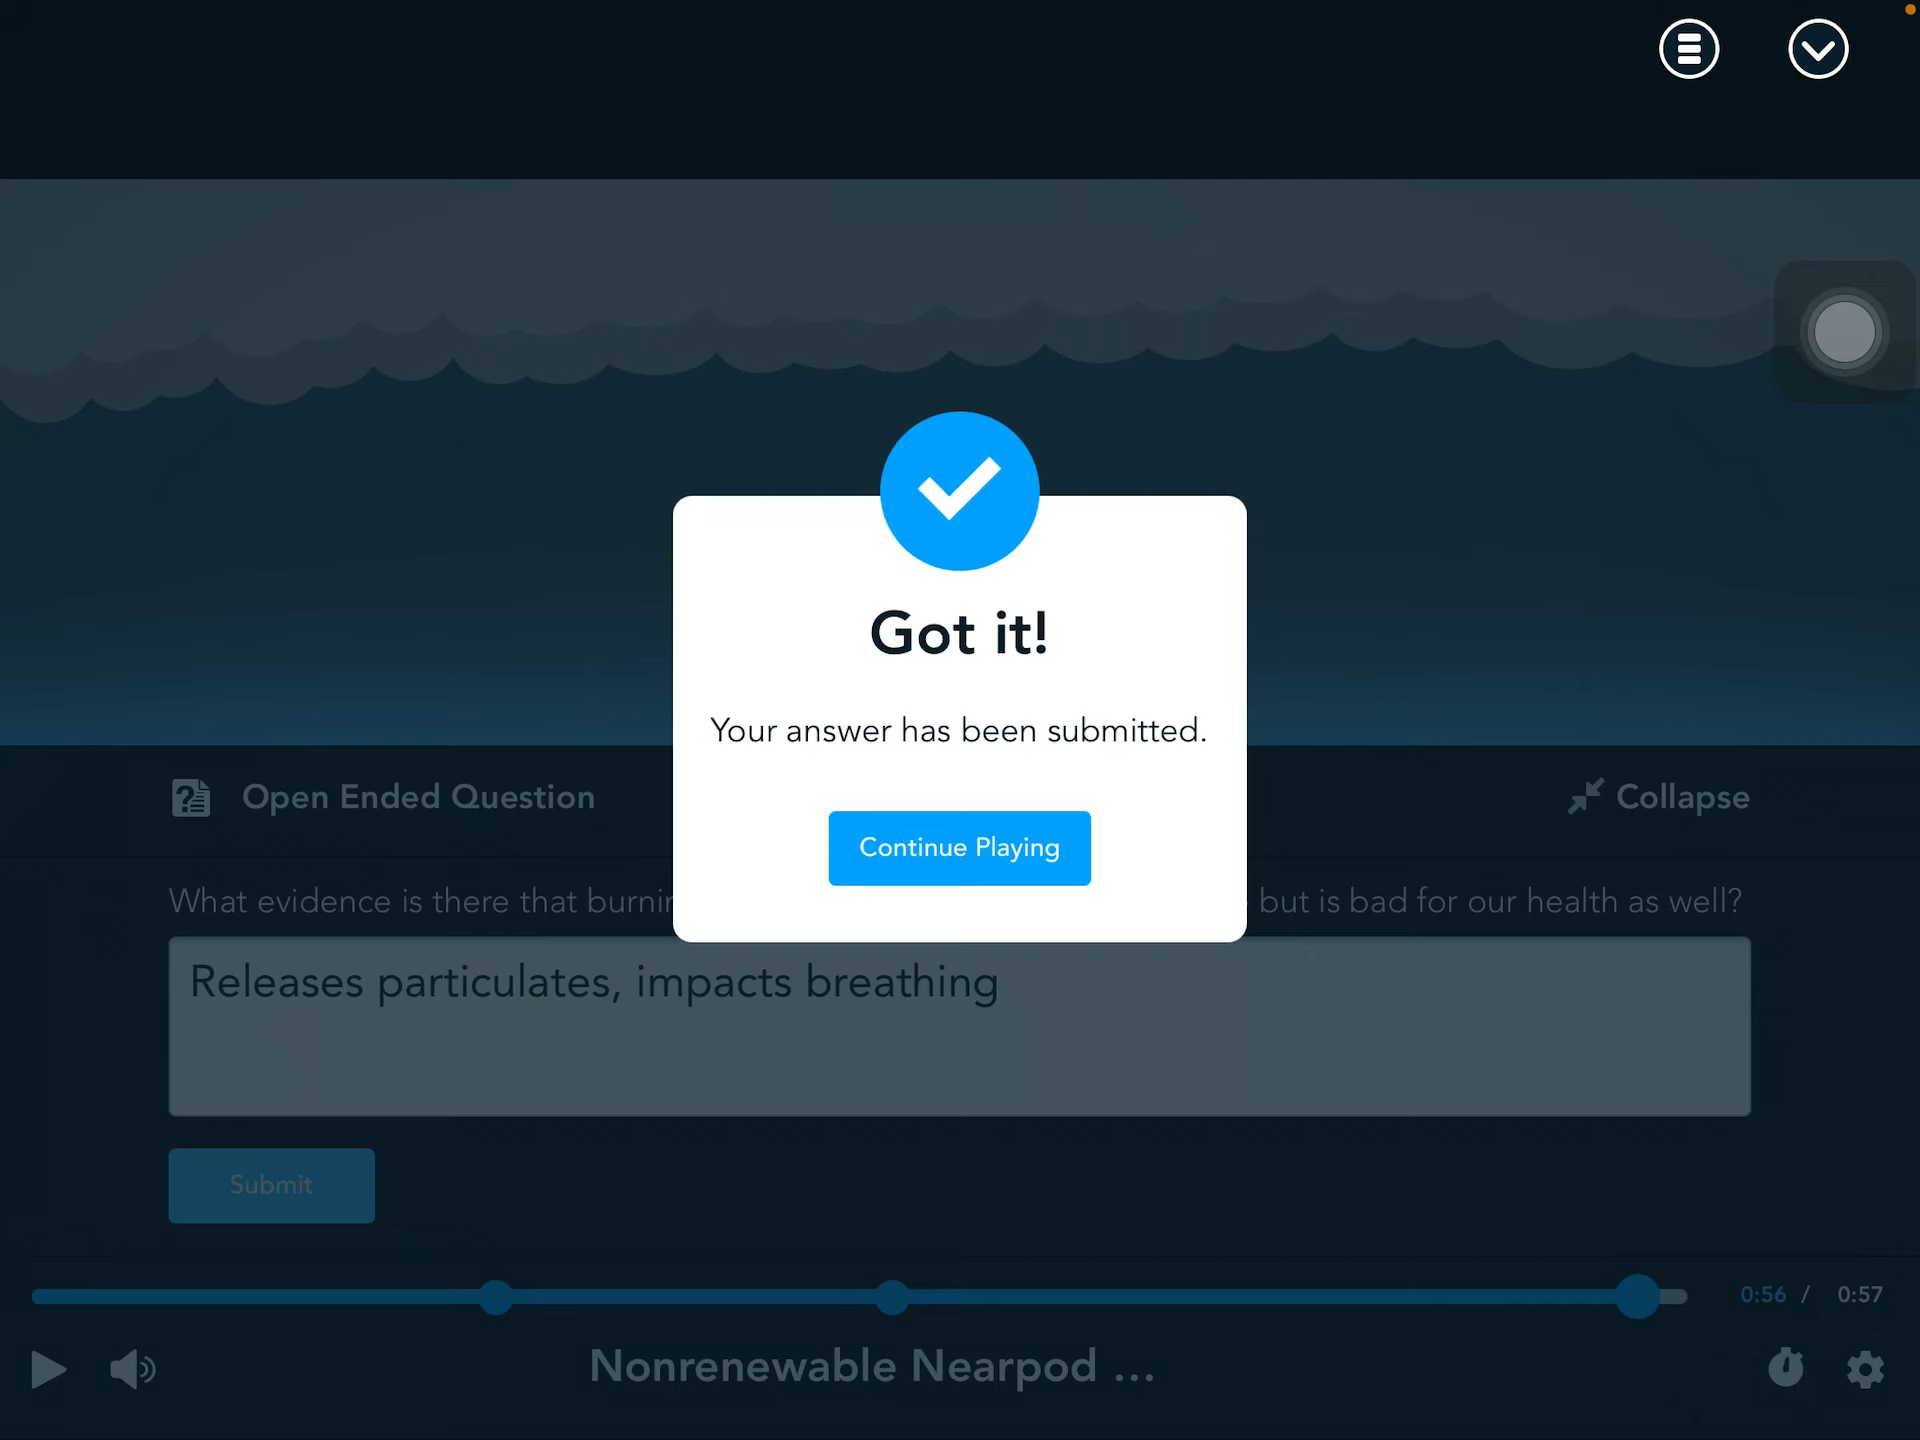 Got it!
Your answer has been submitted.
Continue Playing
Open Ended Question
Collapse
What evidence is there that but is bad for our health as well?
Releases particulates, impacts breathing
Submit
0:56 / 0:57
Nonrenewable Nearpod ...